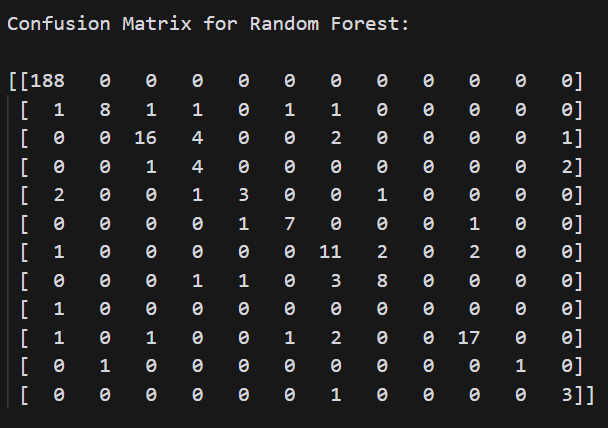 Confusion Matrix for Random Forest:
[[188 0 0 0 0 0 0 0 0 0 0 0]
[ 1 8 1 1 0 1 1 0 0 0 0 0]
[ 0 0 16 4 0 0 2 0 0 0 0 1]
[ 0 0 1 4 0 0 0 0 0 0 0 2]
[ 2 0 0 1 3 0 0 1 0 0 0 0]
[ 0 0 0 0 1 7 0 0 0 1 0 0]
[ 1 0 0 0 0 0 11 2 0 2 0 0]
[ 0 0 0 1 1 0 3 8 0 0 0 0]
[ 1 0 0 0 0 0 0 0 0 0 0 0]
[ 1 0 1 0 0 1 2 0 0 17 0 0]
[ 0 1 0 0 0 0 0 0 0 0 1 0]
[ 0 0 0 0 0 0 1 0 0 0 0 3]]